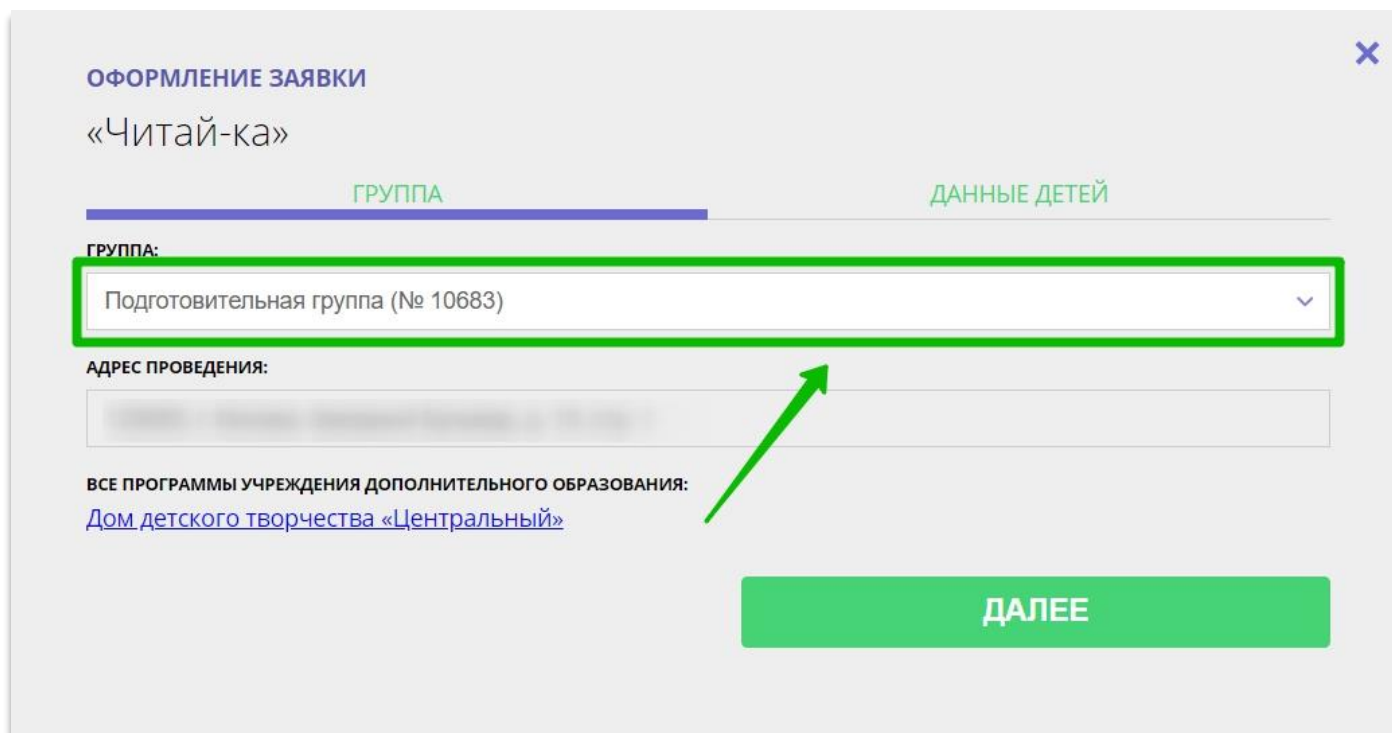 ОФОРМЛЕНИЕ ЗАЯВКИ
«Читай-ка»
ГРУППА ДАННЫЕ ДЕТЕЙ
ГРУППА:
Подготовительная группа (№ 10683)
АДРЕС ПРОВЕДЕНИЯ:
ВСЕ ПРОГРАММЫ УЧРЕЖДЕНИЯ ДОПОЛНИТЕЛЬНОГО ОБРАЗОВАНИЯ:
Дом детского творчества «Центральный»
ДАЛЕЕ